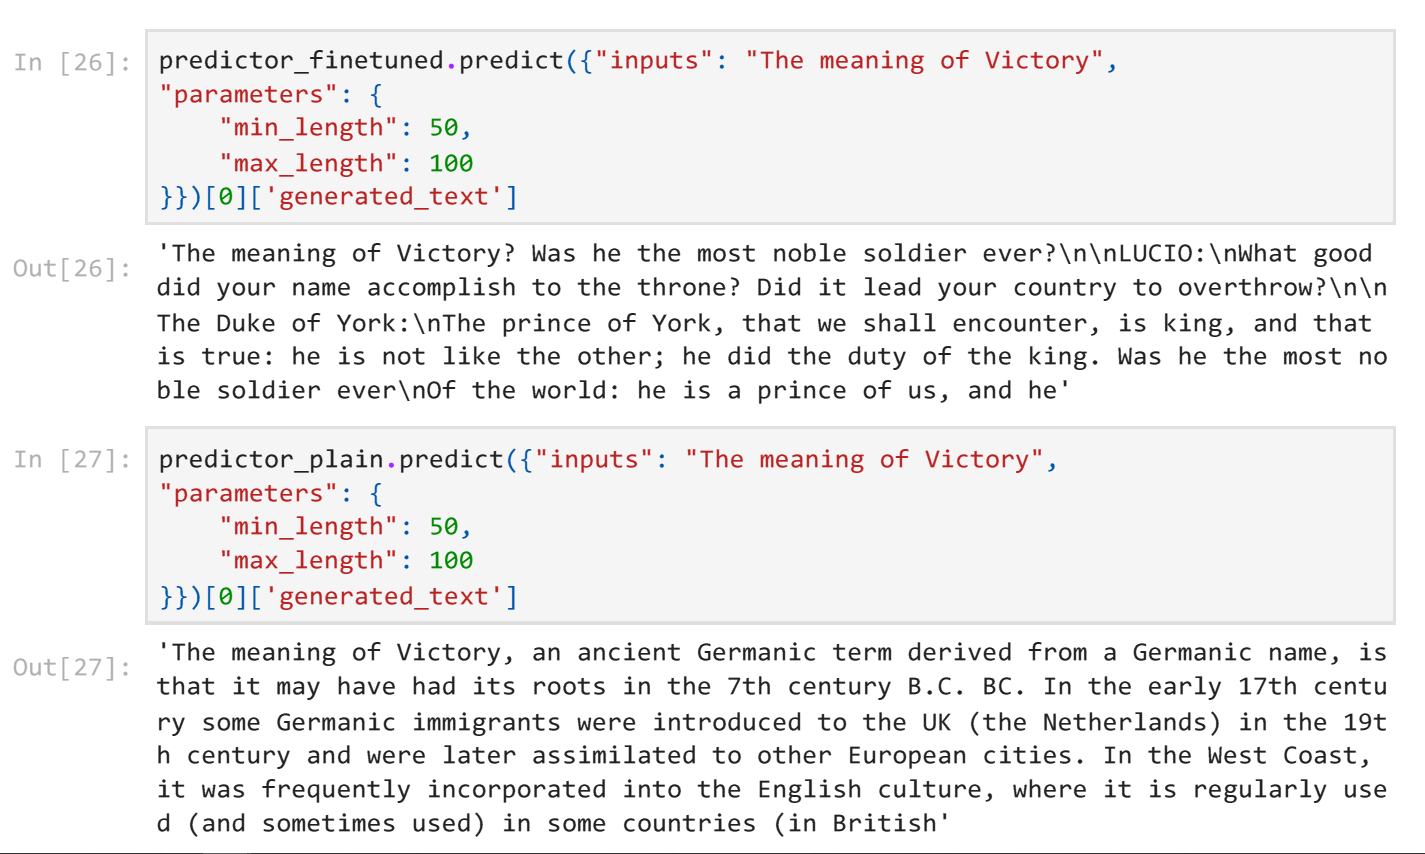 In [26]:
predictor_finetuned.predict({"inputs": "The meaning of Victory",
"parameters": {
    "min_length": 50,
    "max_length": 100
}})[0]['generated_text']
Out[26]:
'The meaning of Victory? Was he the most noble soldier ever?\n\nLUCIO:\nWhat good
did your name accomplish to the throne? Did it lead your country to overthrow?\n\n
The Duke of York:\nThe prince of York, that we shall encounter, is king, and that
is true: he is not like the other; he did the duty of the king. Was he the most no
ble soldier ever\nOf the world: he is a prince of us, and he'
In [27]:
predictor_plain.predict({"inputs": "The meaning of Victory",
"parameters": {
    "min_length": 50,
    "max_length": 100
}})[0]['generated_text']
Out[27]:
'The meaning of Victory, an ancient Germanic term derived from a Germanic name, is
that it may have had its roots in the 7th century B.C. BC. In the early 17th centu
ry some Germanic immigrants were introduced to the UK (the Netherlands) in the 19t
h century and were later assimilated to other European cities. In the West Coast,
it was frequently incorporated into the English culture, where it is regularly use
d (and sometimes used) in some countries (in British'